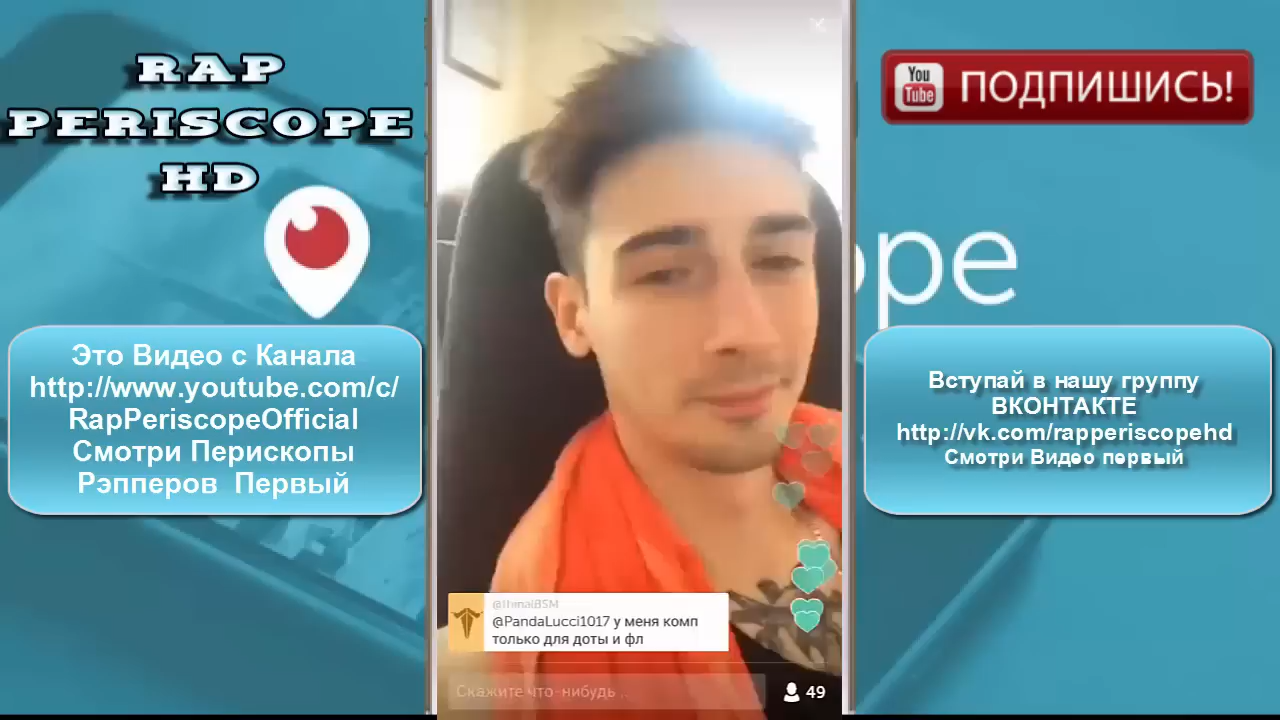 RAP
PERISCOPE
HD
Это Видео с Канала
http://www.youtube.com/c/
RapPeriscopeOfficial
Смотри Перископы
Рэпперов Первый
@PandaLucci1017 у меня комп
только для доты и фл
Скажите что-нибудь ...
49
You
Tube
ПОДПИШИСЬ!
ope
Вступай в нашу группу
ВКОНТАКТЕ
http://vk.com/rapperiscopehd
Смотри Видео первый